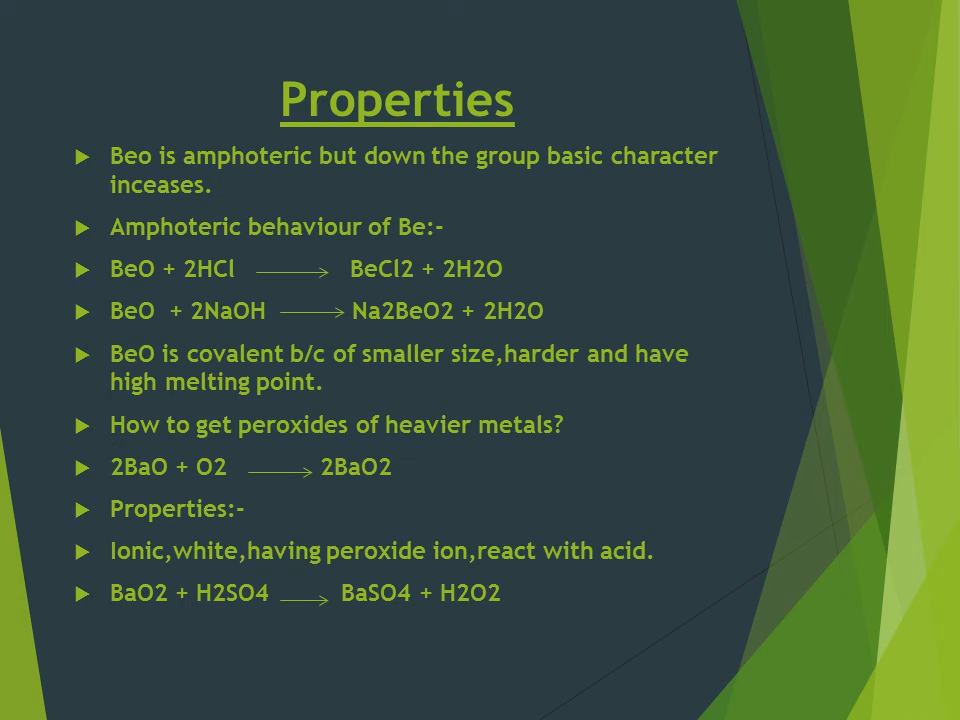 Properties
Beo is amphoteric but down the group basic character
inceases.
Amphoteric behaviour of Be:-
BeO + 2HCl → BeCl2 + 2H2O
BeO + 2NaOH → Na2BeO2 + 2H2O
BeO is covalent b/c of smaller size,harder and have
high melting point.
How to get peroxides of heavier metals?
2BaO + O2 → 2BaO2
Properties:-
Ionic,white,having peroxide ion,react with acid.
BaO2 + H2SO4 → BaSO4 + H2O2